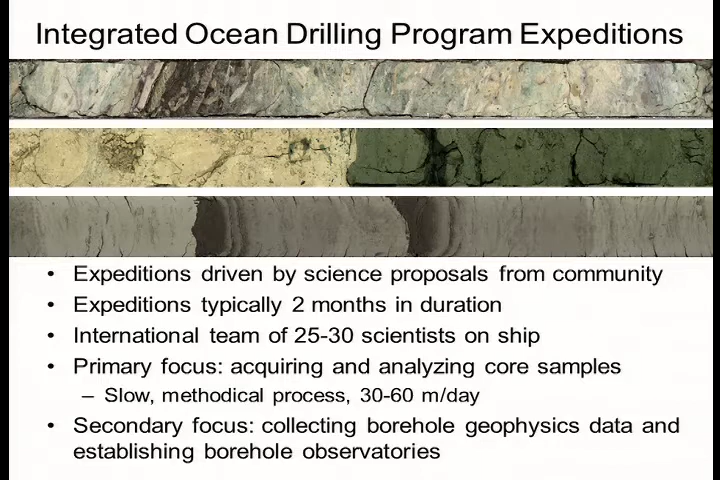 Integrated Ocean Drilling Program Expeditions
• Expeditions driven by science proposals from community
• Expeditions typically 2 months in duration
• International team of 25-30 scientists on ship
• Primary focus: acquiring and analyzing core samples
– Slow, methodical process, 30-60 m/day
• Secondary focus: collecting borehole geophysics data and
establishing borehole observatories